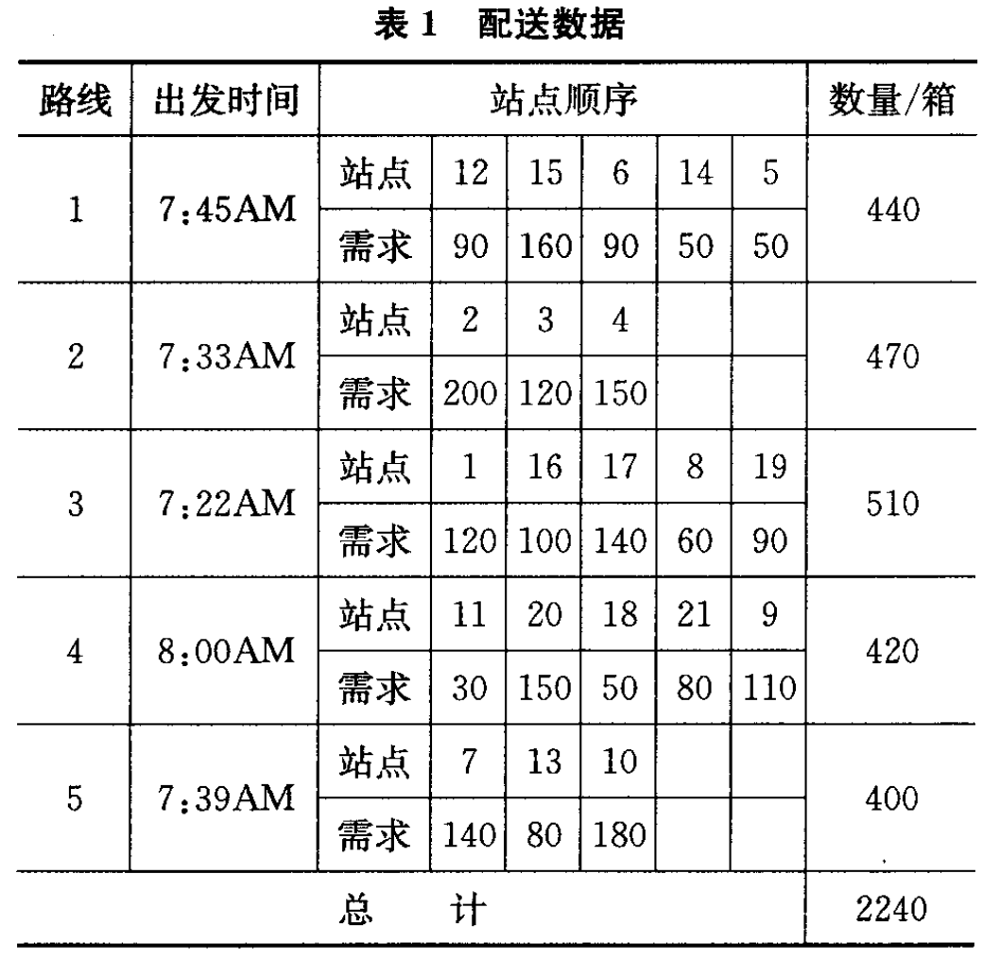 表1 配送数据
路线 出发时间 站点顺序 数量/箱
站点 12 15 6 14 5
1 7:45AM 440
需求 90 160 90 50 50
站点 2 3 4
2 7:33AM 470
需求 200 120 150
站点 1 16 17 8 19
3 7:22AM 510
需求 120 100 140 60 90
站点 11 20 18 21 9
4 8:00AM 420
需求 30 150 50 80 110
站点 7 13 10
5 7:39AM 400
需求 140 80 180
总 计 2240